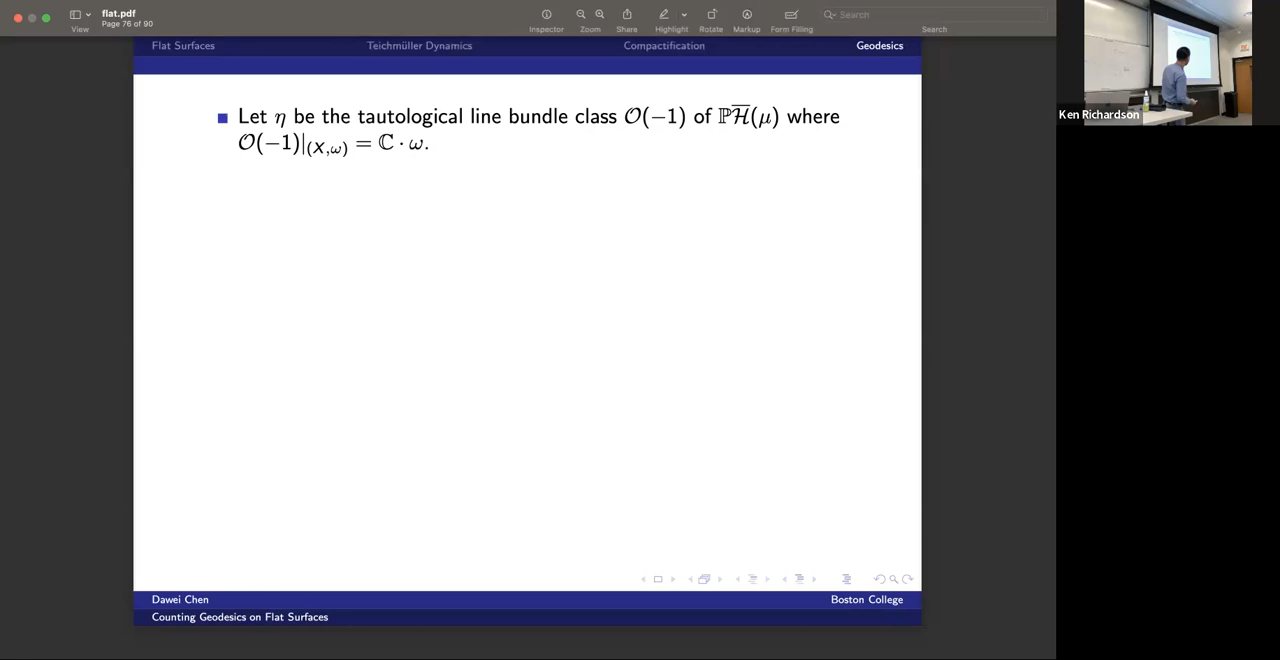 flat.pdf
Page 76 of 90
View
Inspector
Zoom
Share
Highlight
Rotate
Markup
Form Filling
Search
Search
Flat Surfaces
Teichmüller Dynamics
Compactification
Geodesics
Let η be the tautological line bundle class 𝒪(−1) of ℙℋ̅(μ) where
𝒪(−1)|(X,ω) = ℂ · ω.
Ken Richardson
Dawei Chen
Boston College
Counting Geodesics on Flat Surfaces